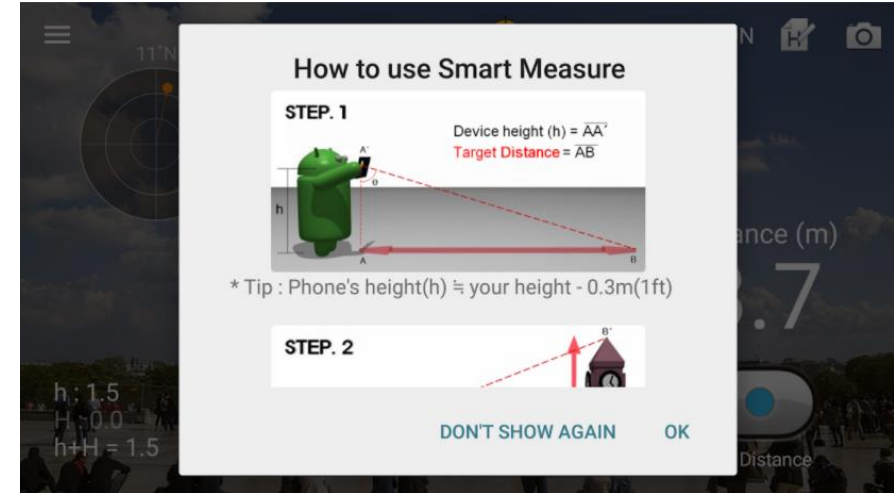 11°N
N
H
How to use Smart Measure
STEP. 1
Device height (h) = AA′
Target Distance = AB
A′
θ
h
A
B
* Tip : Phone's height(h) ≒ your height - 0.3m(1ft)
STEP. 2
B′
DON'T SHOW AGAIN
OK
ance (m)
.7
h : 1.5
H : 0.0
h+H = 1.5
Distance